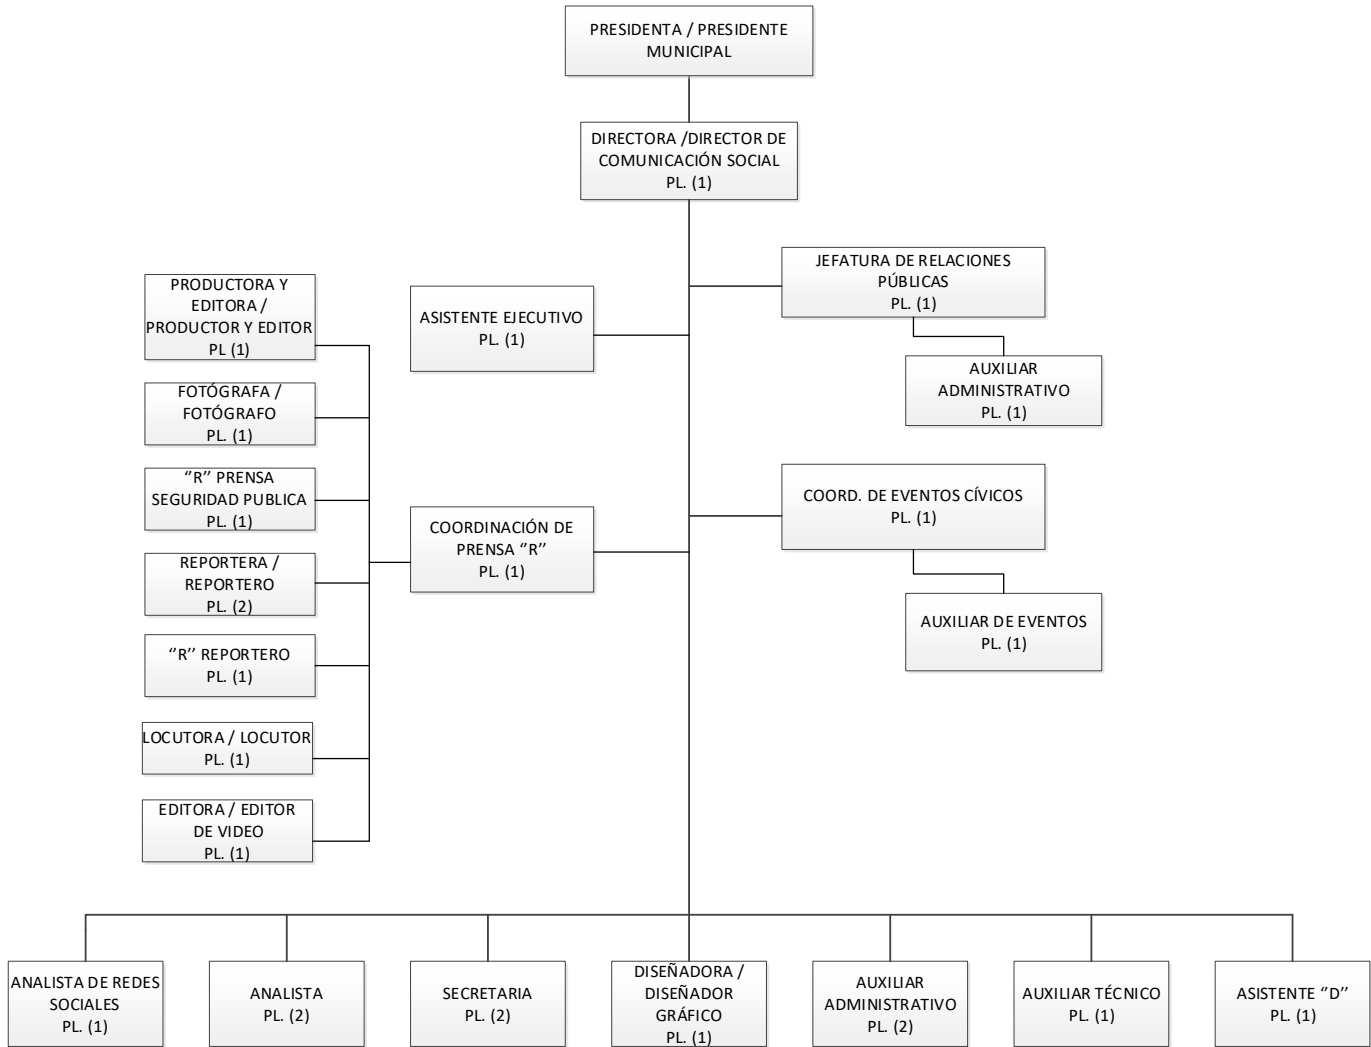 PRESIDENTA / PRESIDENTE
MUNICIPAL
DIRECTORA /DIRECTOR DE
COMUNICACIÓN SOCIAL
PL. (1)
JEFATURA DE RELACIONES
PÚBLICAS
PL. (1)
AUXILIAR
ADMINISTRATIVO
PL. (1)
ASISTENTE EJECUTIVO
PL. (1)
PRODUCTORA Y
EDITORA /
PRODUCTOR Y EDITOR
PL (1)
FOTÓGRAFA /
FOTÓGRAFO
PL. (1)
‘’R’’ PRENSA
SEGURIDAD PUBLICA
PL. (1)
REPORTERA /
REPORTERO
PL. (2)
‘’R’’ REPORTERO
PL. (1)
LOCUTORA / LOCUTOR
PL. (1)
EDITORA / EDITOR
DE VIDEO
PL. (1)
COORDINACIÓN DE
PRENSA ‘’R’’
PL. (1)
COORD. DE EVENTOS CÍVICOS
PL. (1)
AUXILIAR DE EVENTOS
PL. (1)
ANALISTA DE REDES
SOCIALES
PL. (1)
ANALISTA
PL. (2)
SECRETARIA
PL. (2)
DISEÑADORA /
DISEÑADOR
GRÁFICO
PL. (1)
AUXILIAR
ADMINISTRATIVO
PL. (2)
AUXILIAR TÉCNICO
PL. (1)
ASISTENTE ‘’D’’
PL. (1)